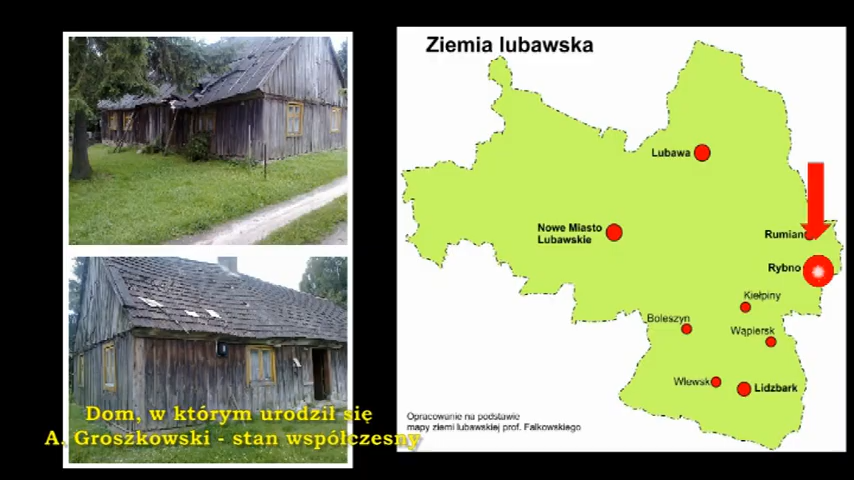 Ziemia lubawska
Lubawa
Nowe Miasto
Lubawskie
Rumian
Rybno
Kiełpiny
Boleszyn
Wąpiersk
Wlewsk
Lidzbark
Opracowanie na podstawie
mapy ziemi lubawskiej prof. Falkowskiego
Dom, w którym urodził się
A. Groszkowski - stan współczesny